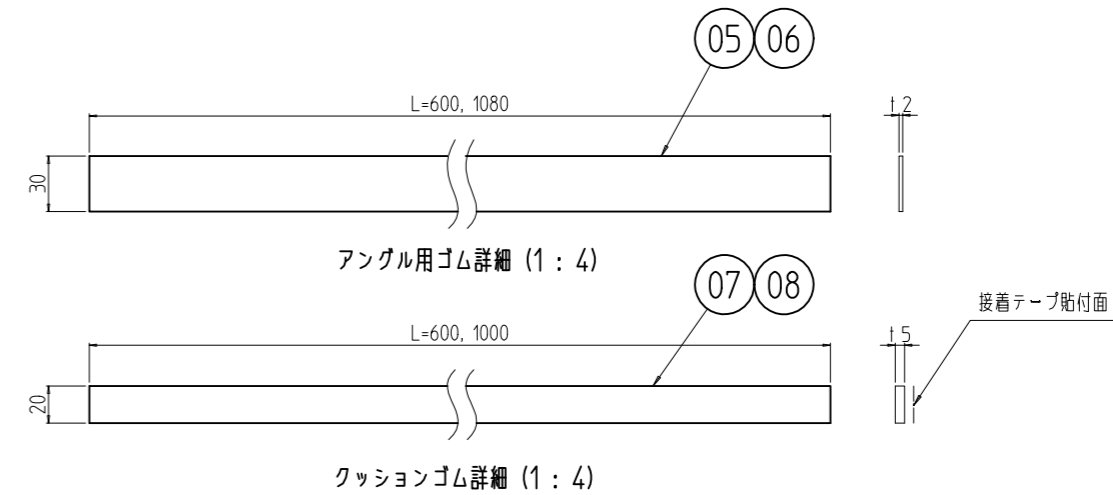 05 06
L=600, 1080
t2
30
アングル用ゴム詳細 (1 : 4)
07 08
接着テープ貼付面
L=600, 1000
t5
20
クッションゴム詳細 (1 : 4)